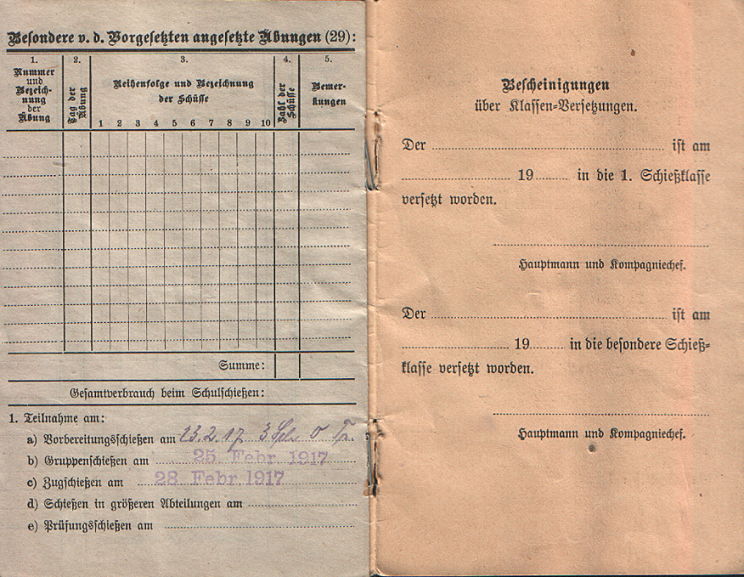 Besondere v. d. Vorgesetzten angesetzte Übungen (29):
1. 2. 3. 4. 5.
Nummer und Bezeich-nung der Übung
Tag der Übung
Reihenfolge und Bezeichnung
der Schüsse
1 2 3 4 5 6 7 8 9 10
Zahl der Schüsse
Bemer-
kungen
Summe:
Gesamtverbrauch beim Schulschießen:
1. Teilnahme am:
a) Vorbereitungsschießen am 23.2.17
b) Gruppenschießen am 25 Febr 1917
c) Zugschießen am 28 Febr. 1917
d) Schießen in größeren Abteilungen am
e) Prüfungsschießen am
Bescheinigungen
über Klassen-Versetzungen.
Der ist am
19 in die 1. Schießklasse
versetzt worden.
Hauptmann und Kompagniechef.
Der ist am
19 in die besondere Schieß-
klasse versetzt worden.
Hauptmann und Kompagniechef.